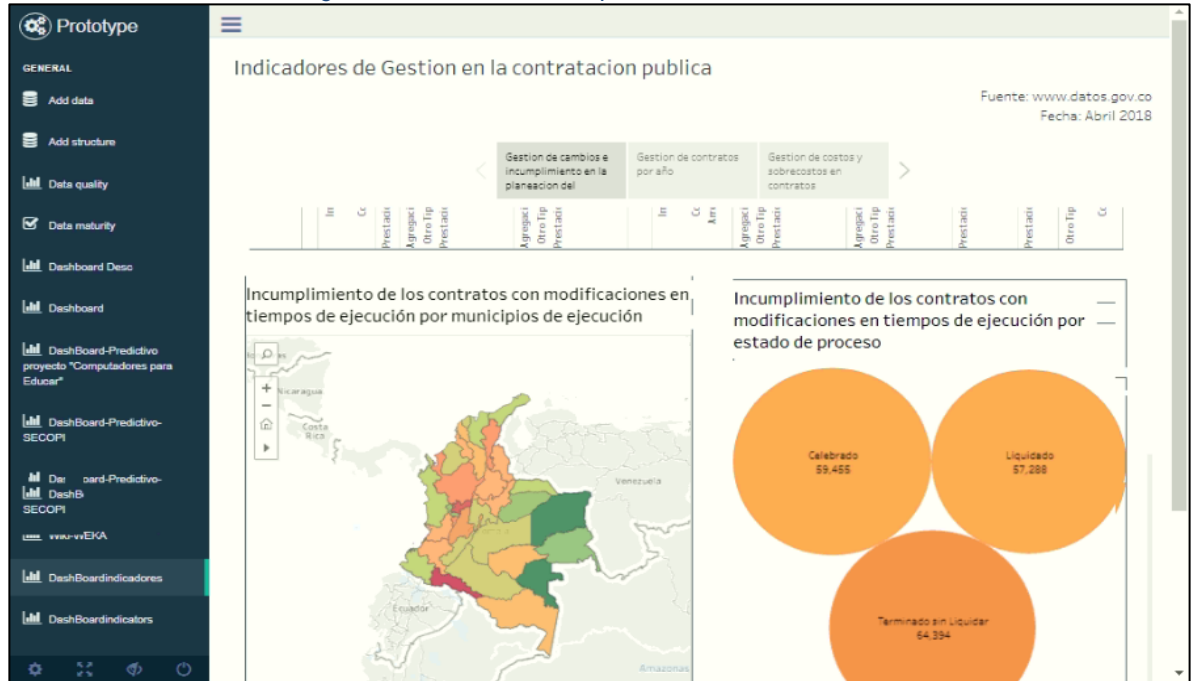 Prototype
GENERAL
Add data
Add structure
Data quality
Data maturity
Dashboard Desc
Dashboard
DashBoard-Predictivo
proyecto "Computadores para
Educar"
DashBoard-Predictivo-
SECOPI
oard-Predictivo-
DashB
SECOPI
DashBoardindicadores
DashBoardindicators
Indicadores de Gestion en la contratacion publica
Fuente: www.datos.gov.co
Fecha: Abril 2018
Gestion de cambios e
incumplimiento en la
planeacion del
Gestion de contratos
por año
Gestion de costos y
sobrecostos en
contratos
Incumplimiento de los contratos con modificaciones en
tiempos de ejecución por municipios de ejecución
Nicaragua
Costa
Rica
Venezuela
Ecuador
Amazonas
Incumplimiento de los contratos con
modificaciones en tiempos de ejecución por
estado de proceso
Celebrado
59,455
Liquidado
57,288
Terminado sin Liquidar
64,394